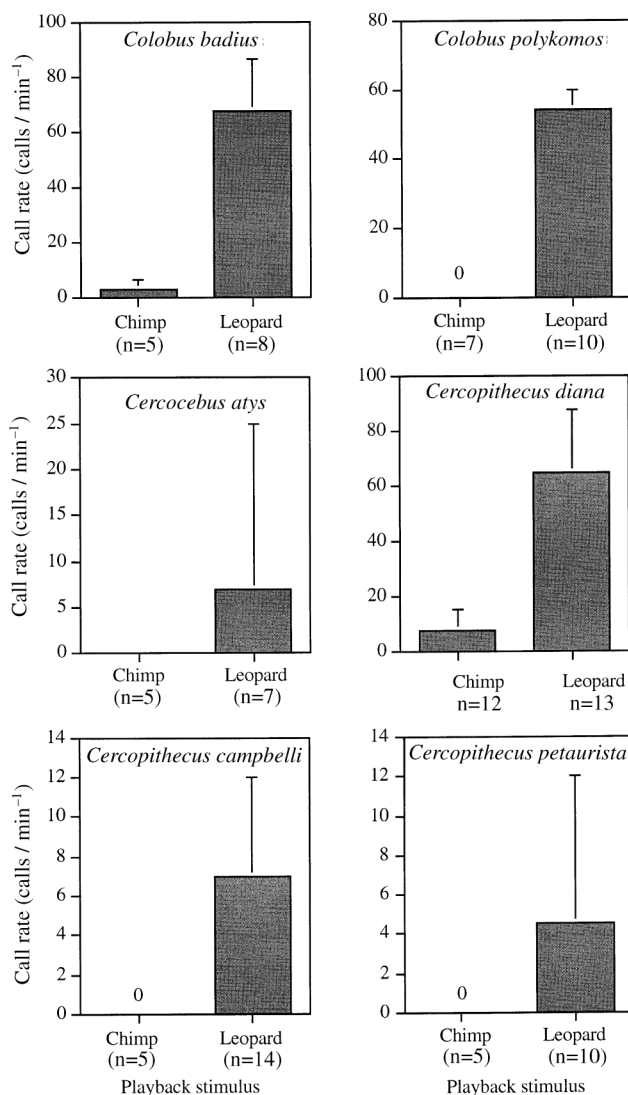 Colobus badius
Call rate (calls / min⁻¹)
100
80
60
40
20
0
Chimp
(n=5)
Leopard
(n=8)
Colobus polykomos
80
60
40
20
0
0
Chimp
(n=7)
Leopard
(n=10)
Cercocebus atys
Call rate (calls / min⁻¹)
30
25
20
15
10
5
0
Chimp
(n=5)
Leopard
(n=7)
Cercopithecus diana
100
80
60
40
20
0
Chimp
n=12
Leopard
n=13
Cercopithecus campbelli
Call rate (calls / min⁻¹)
14
12
10
8
6
4
2
0
0
Chimp
(n=5)
Leopard
(n=14)
Playback stimulus
Cercopithecus petaurista
14
12
10
8
6
4
2
0
0
Chimp
(n=5)
Leopard
(n=10)
Playback stimulus